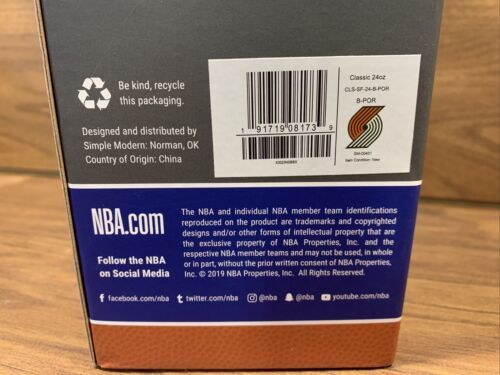 Be kind, recycle
this packaging.
Designed and distributed by
Simple Modern: Norman, OK
Country of Origin: China
1 91719 08173 9
Classic 24oz
CLS-SF-24-B-POR
B-POR
Item Condition: New
NBA.com
Follow the NBA
on Social Media
The NBA and individual NBA member team identifications
reproduced on the product are trademarks and copyrighted
designs and/or other forms of intellectual property that are
the exclusive property of NBA Properties, Inc. and the
respective NBA member teams and may not be used, in whole
or in part, without the prior written consent of NBA Properties,
Inc. © 2019 NBA Properties, Inc. All Rights Reserved.
facebook.com/nba twitter.com/nba @nba @nba youtube.com/nba